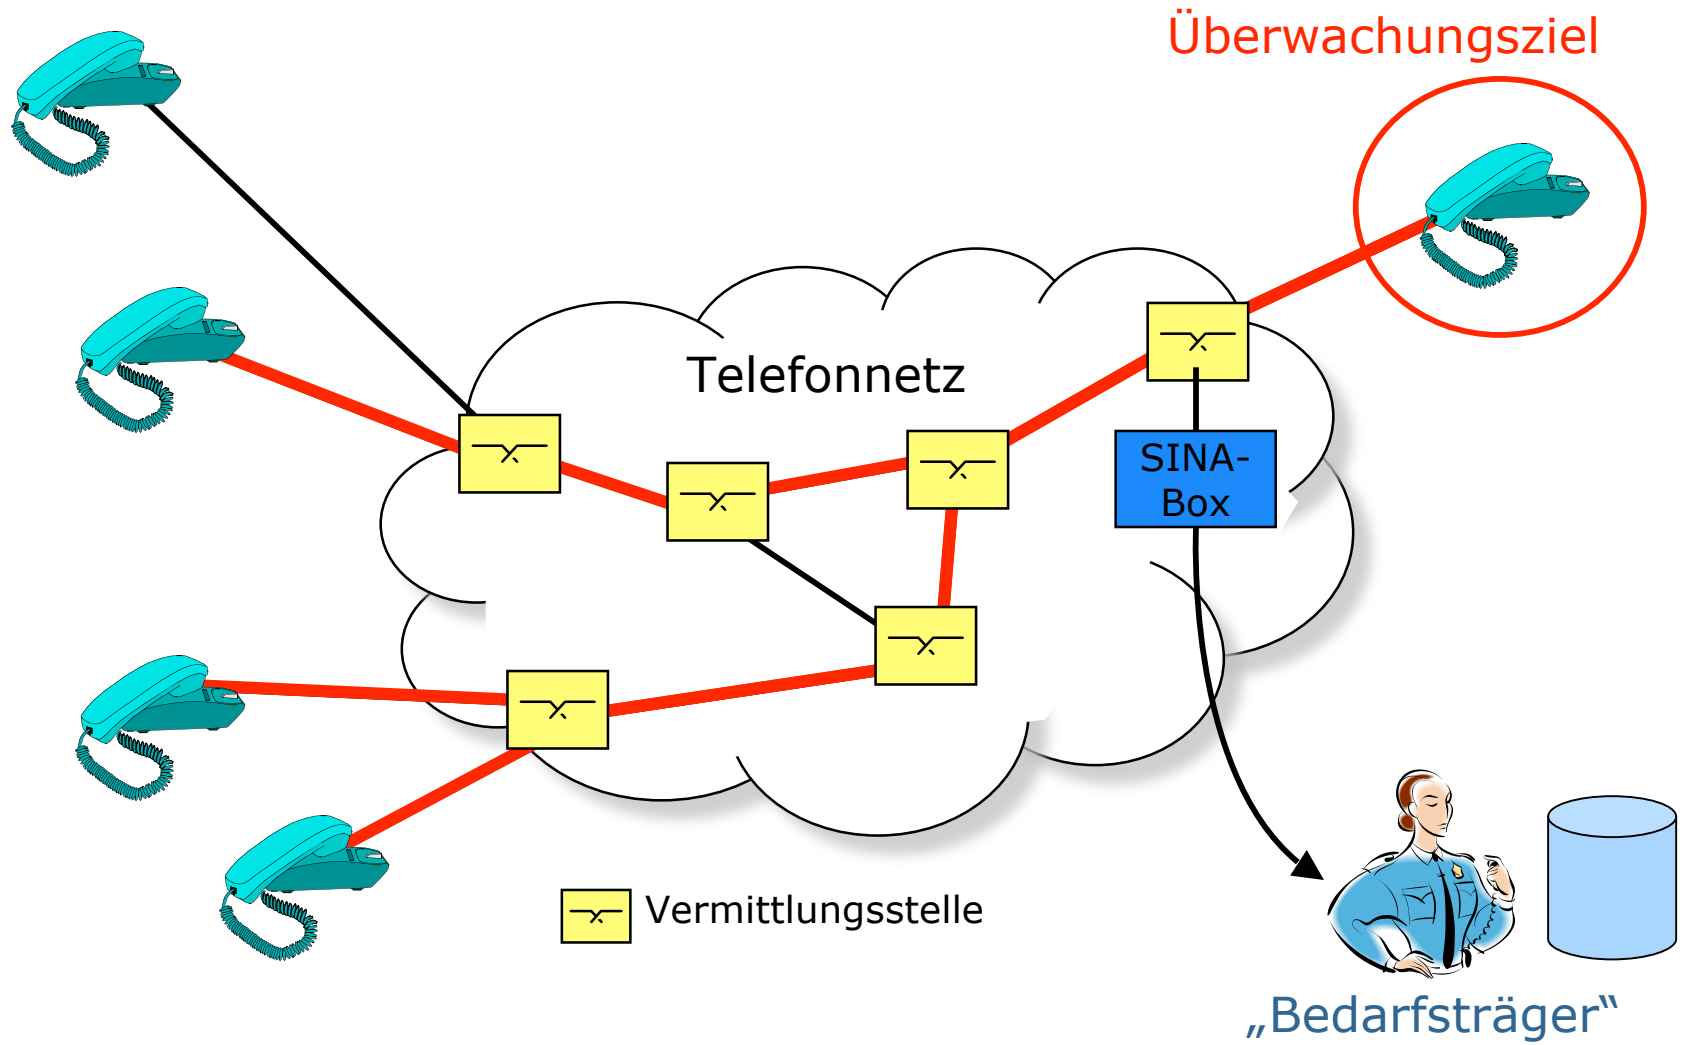 Überwachungsziel
Telefonnetz
SINA-
Box
Vermittlungsstelle
„Bedarfsträger“